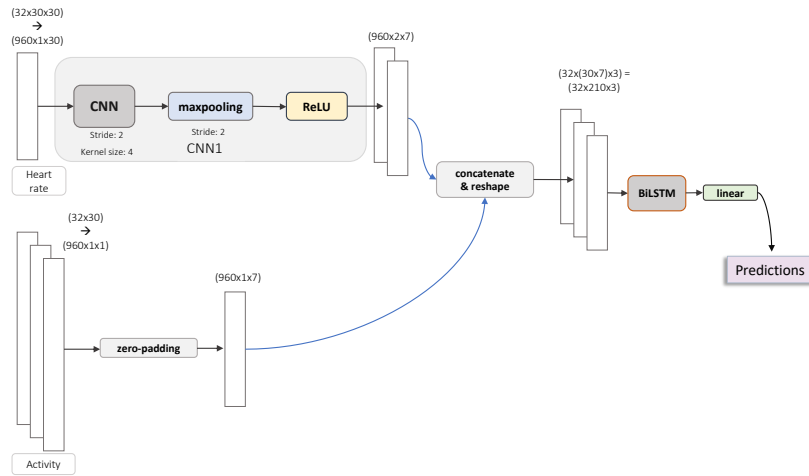 (32x30x30)
→
(960x1x30)
CNN
Stride: 2
Kernel size: 4
maxpooling
Stride: 2
ReLU
CNN1
Heart
rate
(960x2x7)
(32x30)
→
(960x1x1)
Activity
zero-padding
(960x1x7)
concatenate
& reshape
(32x(30x7)x3) =
(32x210x3)
BiLSTM
linear
Predictions